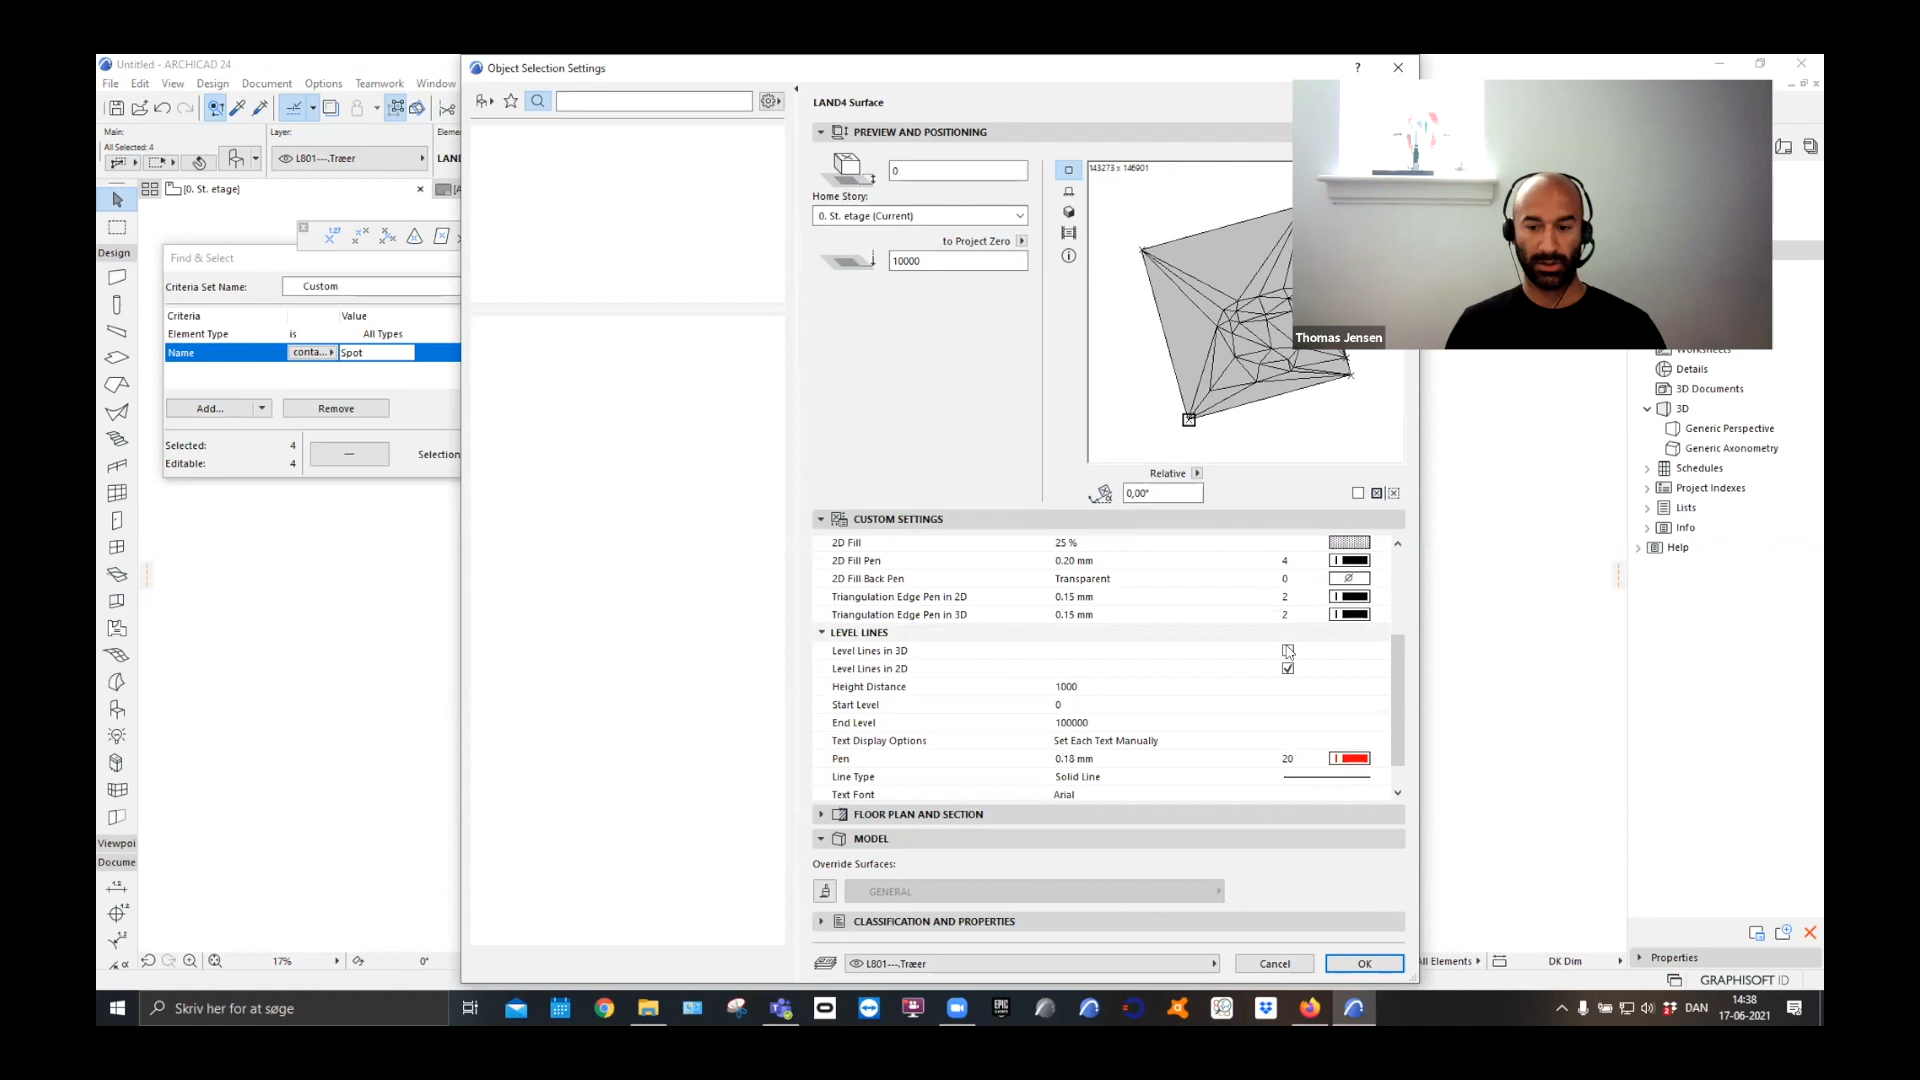 Untitled - ARCHICAD 24
File Edit View Design Document Options Teamwork Window
Main:
All Selected: 4
Layer:
L801---.Træer
[0. St. etage]
Design
Find & Select
Criteria Set Name: Custom
Criteria Value
Element Type is All Types
Name conta... Spot
Add... Remove
Selected: 4
Editable: 4
Selection
Viewpoi
Docume
17% 0°
Object Selection Settings
LAND4 Surface
PREVIEW AND POSITIONING
0
Home Story:
0. St. etage (Current)
to Project Zero
10000
143273 x 146901
Relative
0,00°
CUSTOM SETTINGS
2D Fill 25 %
2D Fill Pen 0.20 mm 4
2D Fill Back Pen Transparent 0
Triangulation Edge Pen in 2D 0.15 mm 2
Triangulation Edge Pen in 3D 0.15 mm 2
LEVEL LINES
Level Lines in 3D
Level Lines in 2D
Height Distance 1000
Start Level 0
End Level 100000
Text Display Options Set Each Text Manually
Pen 0.18 mm 20
Line Type Solid Line
Text Font Arial
FLOOR PLAN AND SECTION
MODEL
Override Surfaces:
GENERAL
CLASSIFICATION AND PROPERTIES
L801---.Træer
Cancel OK
Thomas Jensen
Worksheets
Details
3D Documents
3D
Generic Perspective
Generic Axonometry
Schedules
Project Indexes
Lists
Info
Help
Properties
All Elements
DK Dim
GRAPHISOFT ID
Skriv her for at søge
EPIC GAMES
DAN
14:38
17-06-2021